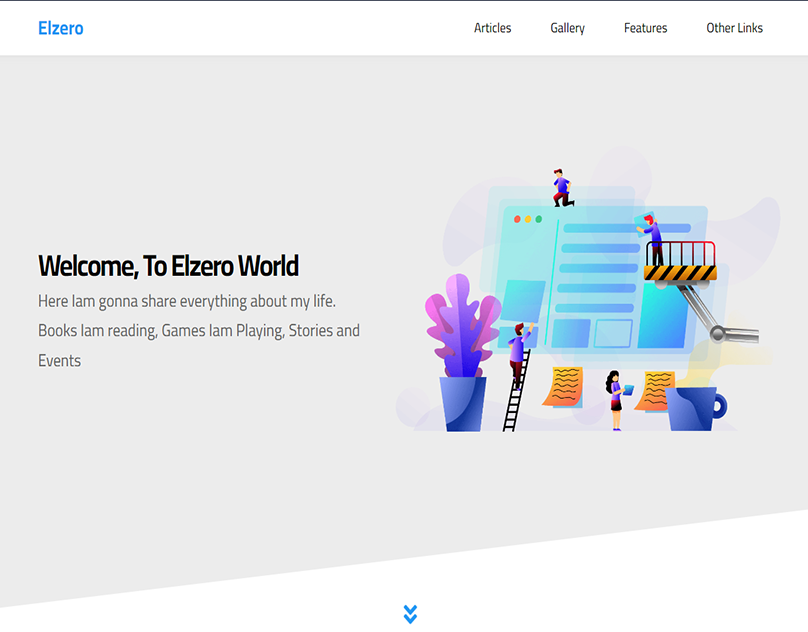 Elzero
Articles Gallery Features Other Links
Welcome, To Elzero World
Here Iam gonna share everything about my life.
Books Iam reading, Games Iam Playing, Stories and
Events